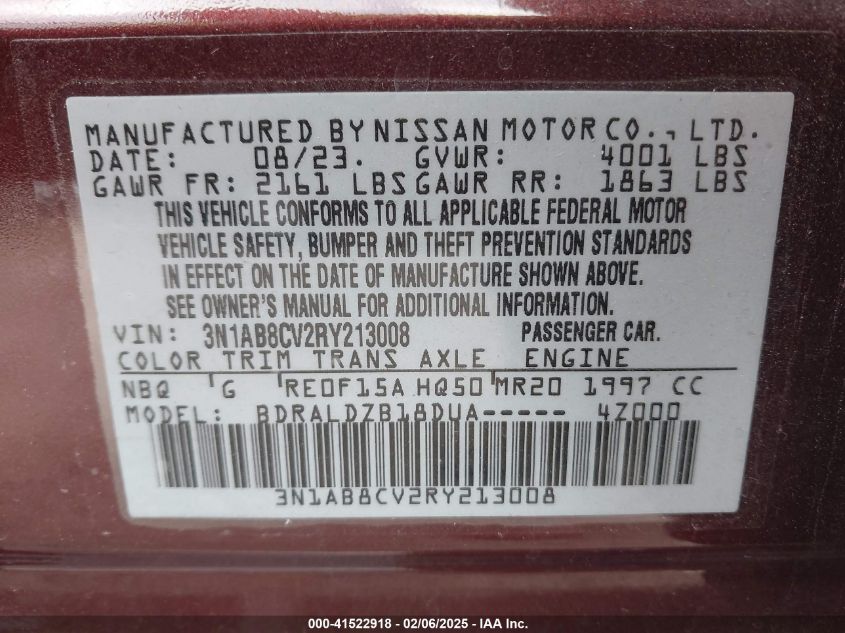 MANUFACTURED BY NISSAN MOTOR CO., LTD.
DATE: 08/23. GVWR: 4001 LBS
GAWR FR: 2161 LBS GAWR RR: 1863 LBS
THIS VEHICLE CONFORMS TO ALL APPLICABLE FEDERAL MOTOR
VEHICLE SAFETY, BUMPER AND THEFT PREVENTION STANDARDS
IN EFFECT ON THE DATE OF MANUFACTURE SHOWN ABOVE.
SEE OWNER'S MANUAL FOR ADDITIONAL INFORMATION.
VIN: 3N1AB8CV2RY213008 PASSENGER CAR.
COLOR TRIM TRANS AXLE ENGINE
NBQ G RE0F15A HQ50 MR20 1997 CC
MODEL: BDRALDZB18DUA----- 4Z000
3N1AB8CV2RY213008
000-41522918 - 02/06/2025 - IAA Inc.